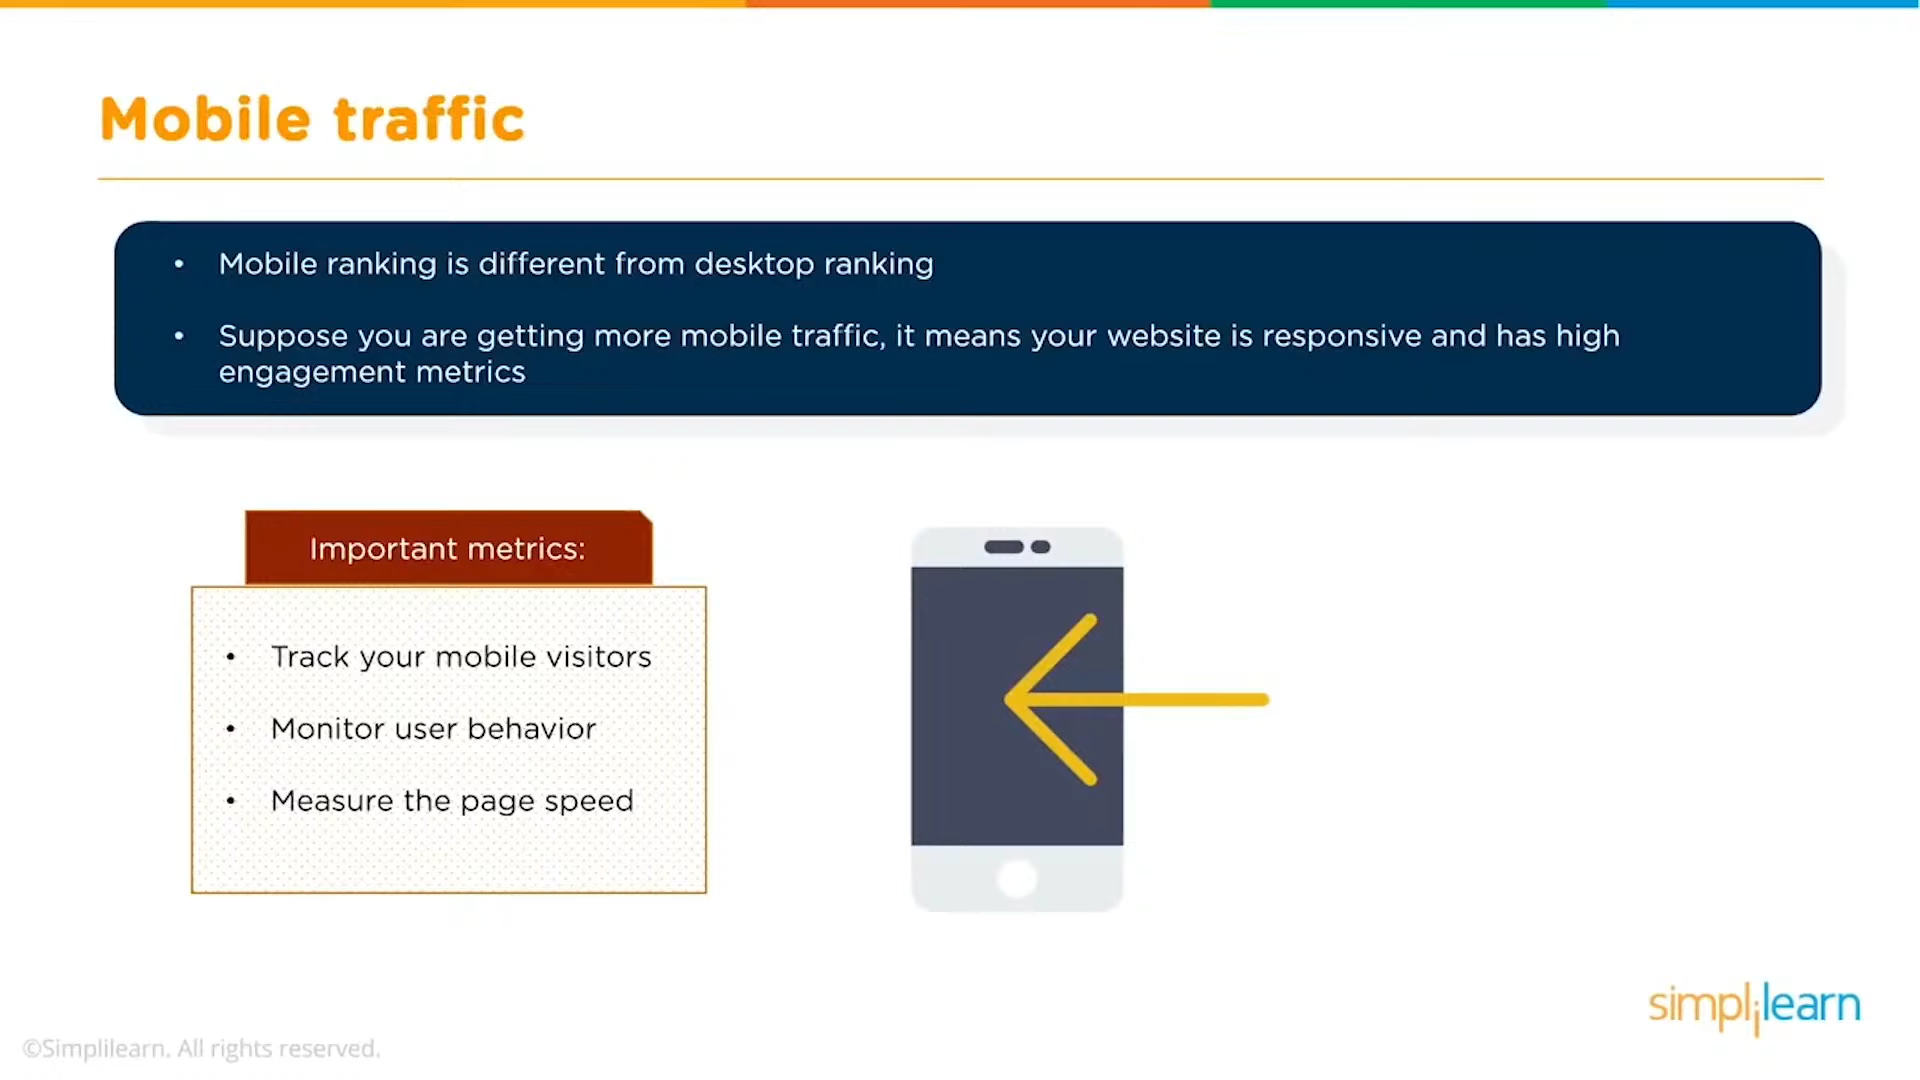 Mobile traffic
• Mobile ranking is different from desktop ranking
• Suppose you are getting more mobile traffic, it means your website is responsive and has high
engagement metrics
Important metrics:
• Track your mobile visitors
• Monitor user behavior
• Measure the page speed
simplilearn
©Simplilearn. All rights reserved.